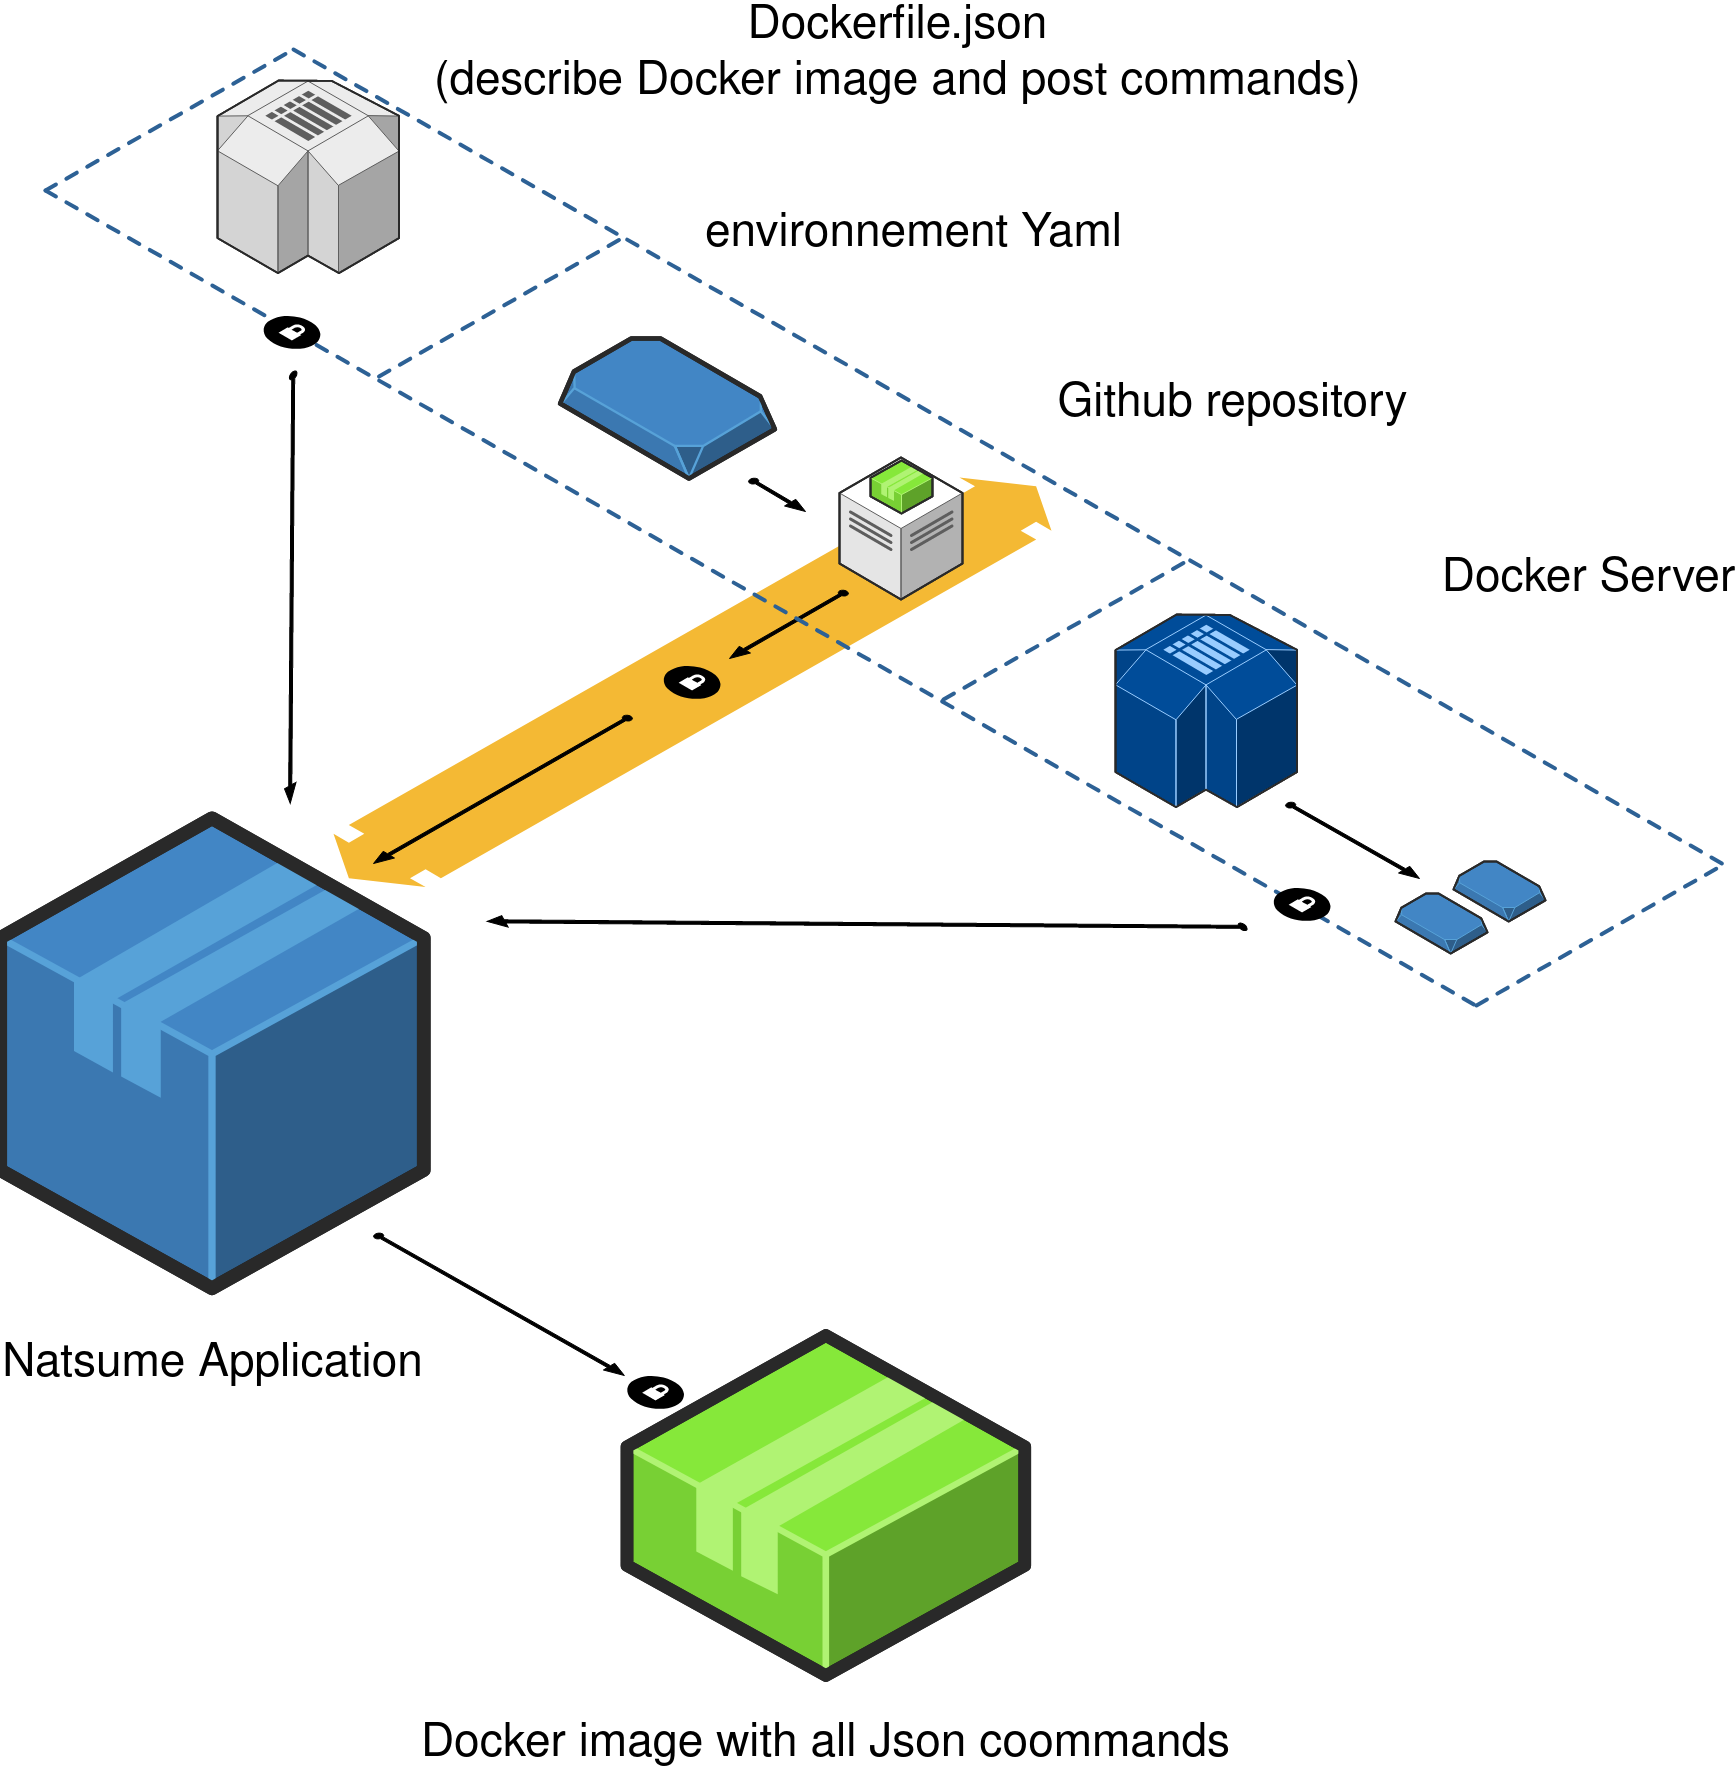 Dockerfile.json
(describe Docker image and post commands)
environnement Yaml
Github repository
Docker Server
Natsume Application
Docker image with all Json coommands